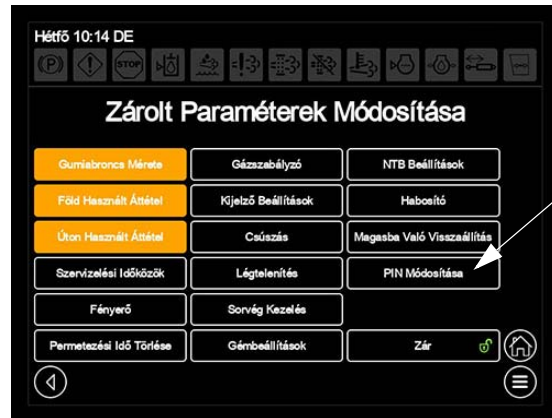 Hétfő 10:14 DE
(P) STOP
Zárolt Paraméterek Módosítása
Gumiabroncs Mérete Gázszabályzó NTB Beállítások
Föld Használt Áttétel Kijelző Beállítások Habosító
Úton Használt Áttétel Csúszás Magasba Való Visszaállítás
Szervizelési Időközök Légtelenítés PIN Módosítása
Fényerő Sorvég Kezelés
Permetezési Idő Törlése Gémbeállítások Zár